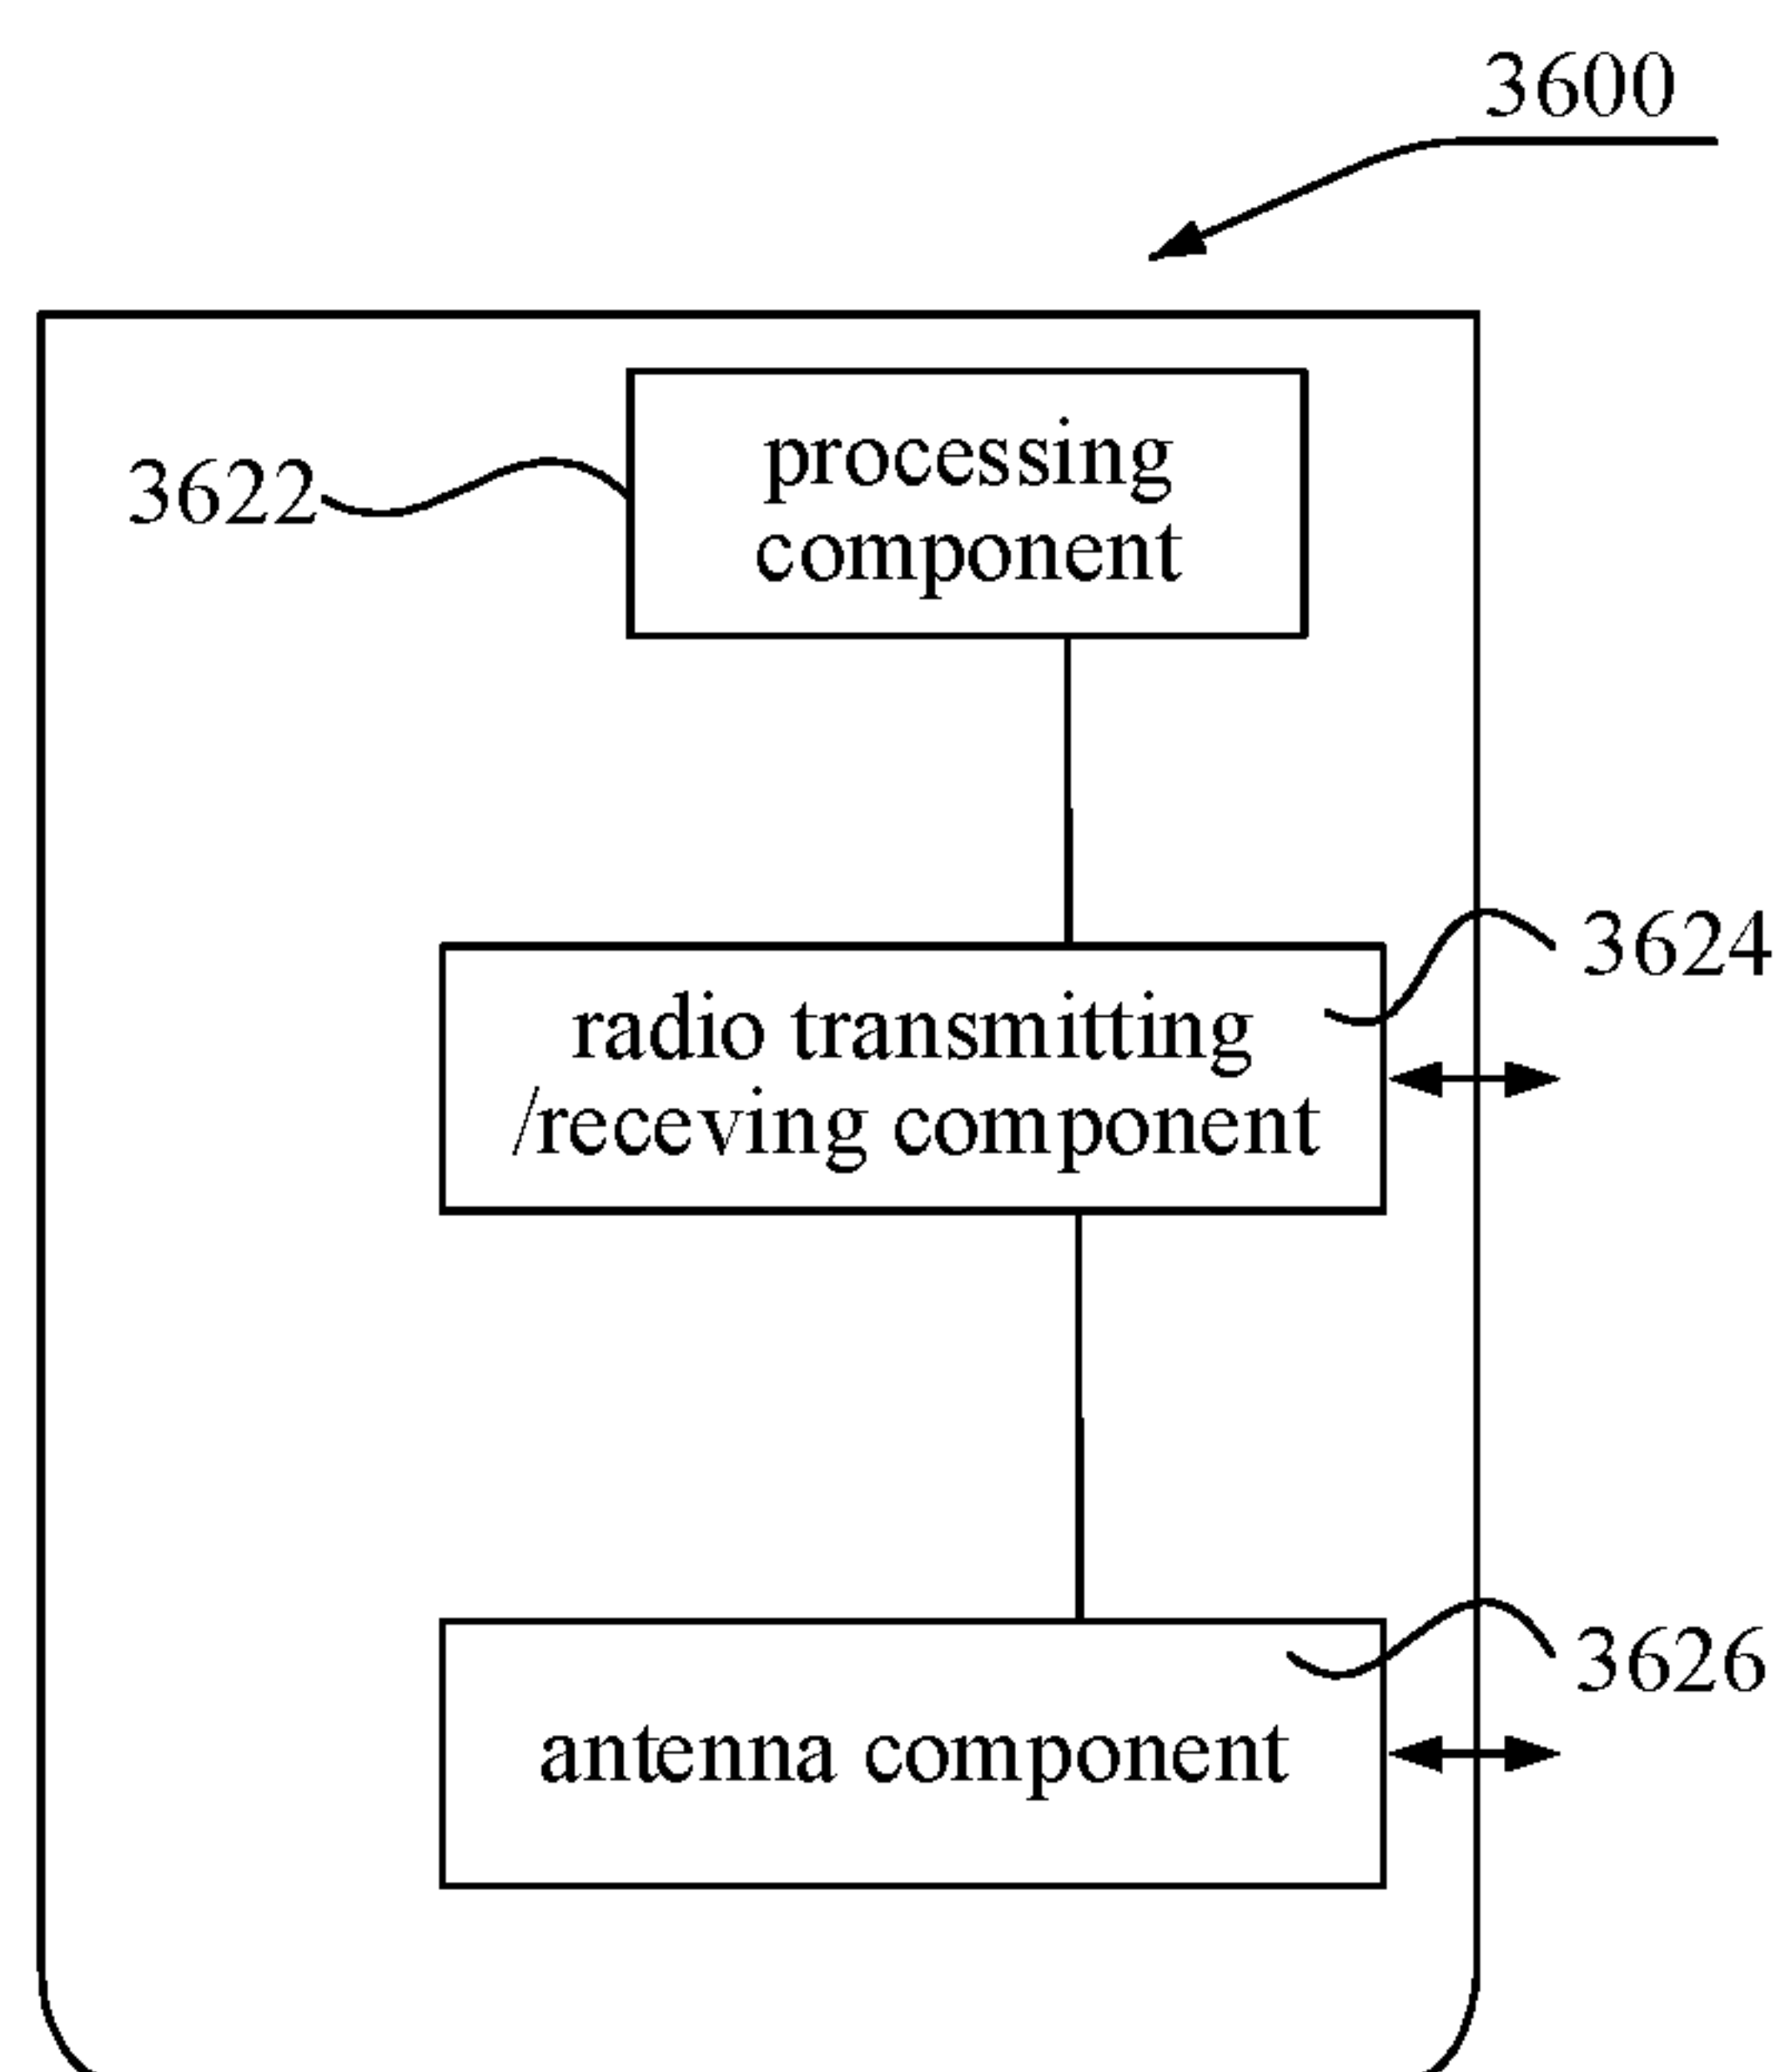 3600
processing
3622
component
3624
radio transmitting
/receving component
3626
antenna component